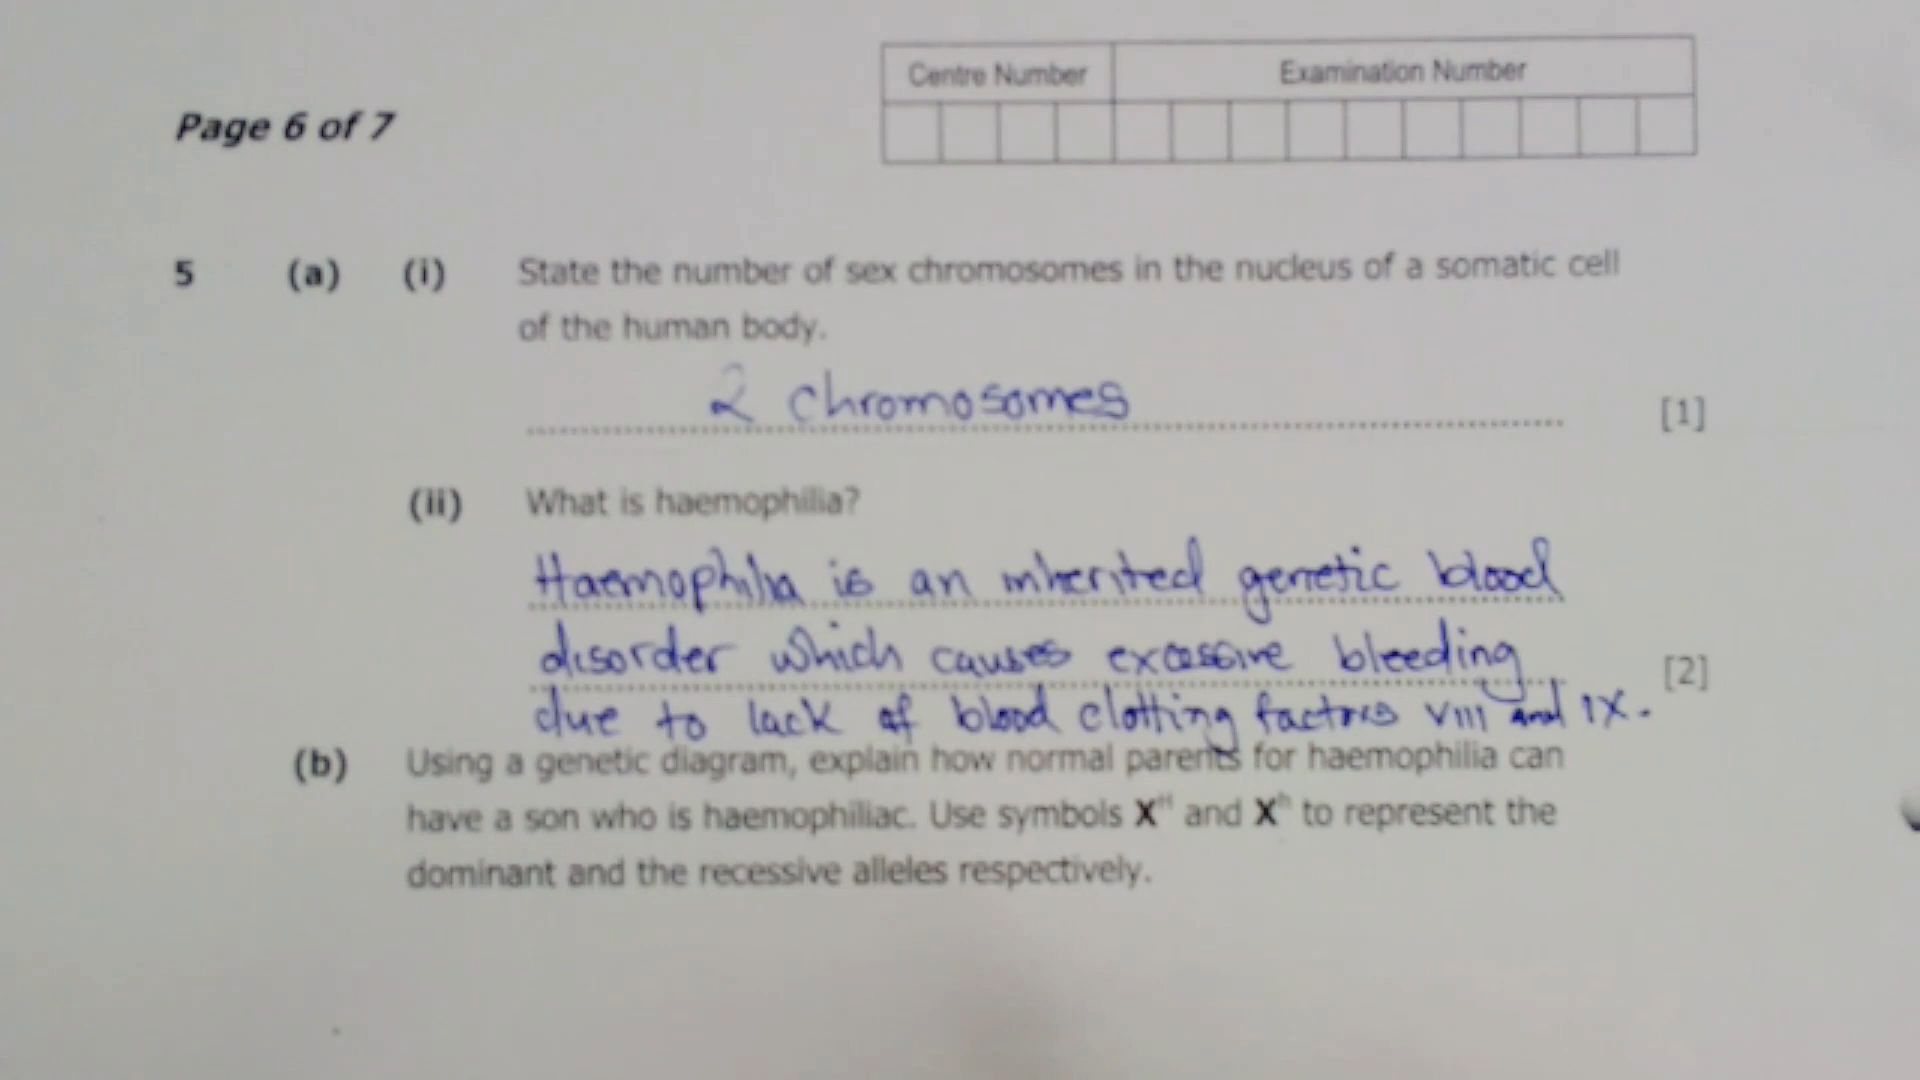 Centre Number Examination Number
Page 6 of 7
5 (a) (i) State the number of sex chromosomes in the nucleus of a somatic cell
of the human body.
2 chromosomes [1]
(ii) What is haemophilia?
Haemophilia is an inherited genetic blood
disorder which causes excessive bleeding [2]
due to lack of blood clotting factors VIII and IX.
(b) Using a genetic diagram, explain how normal parents for haemophilia can
have a son who is haemophiliac. Use symbols Xᴴ and Xʰ to represent the
dominant and the recessive alleles respectively.